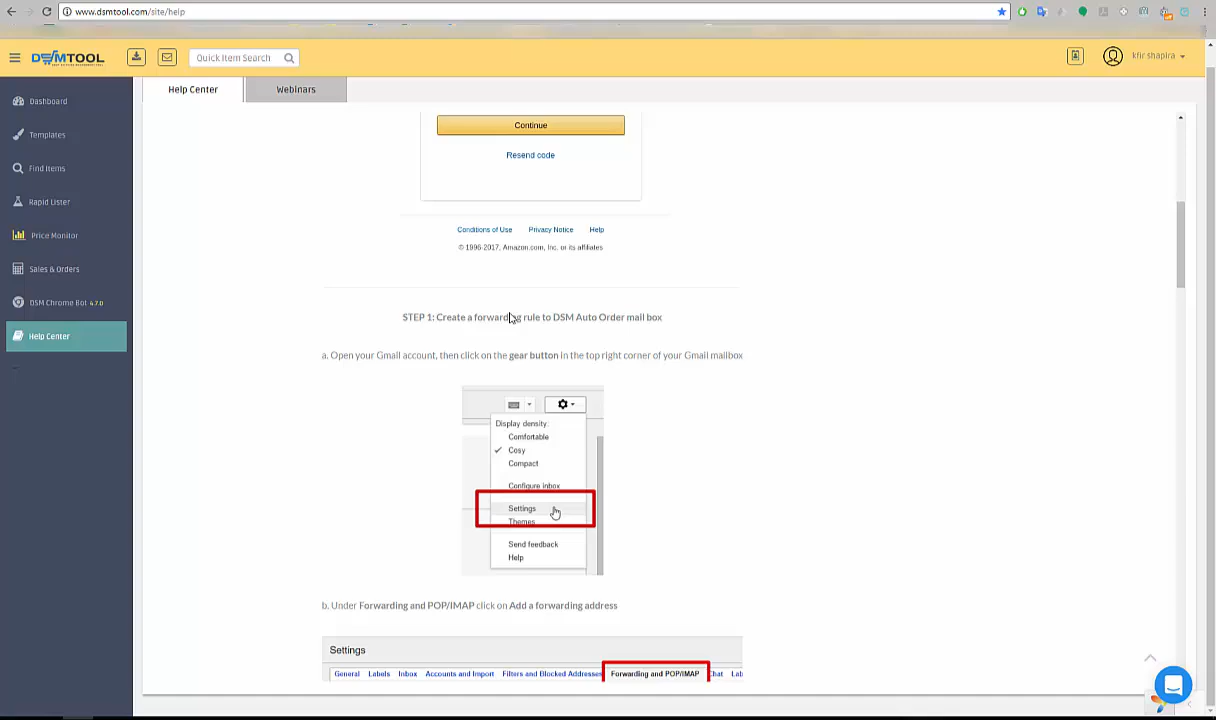 www.dsmtool.com/site/help
DSMTOOL
Quick Item Search
kfir shapira
Dashboard
Templates
Find Items
Rapid Lister
Price Monitor
Sales & Orders
DSM Chrome Bot 4.7.0
Help Center
Help Center
Webinars
Continue
Resend code
Conditions of Use Privacy Notice Help
© 1996-2017, Amazon.com, Inc. or its affiliates
STEP 1: Create a forwarding rule to DSM Auto Order mail box
a. Open your Gmail account, then click on the gear button in the top right corner of your Gmail mailbox
Display density:
Comfortable
Cosy
Compact
Configure inbox
Settings
Themes
Send feedback
Help
b. Under Forwarding and POP/IMAP click on Add a forwarding address
Settings
General Labels Inbox Accounts and Import Filters and Blocked Addresses Forwarding and POP/IMAP Chat Lab